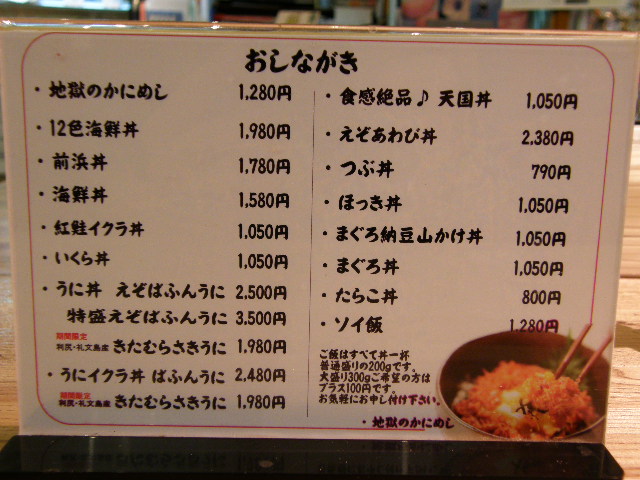 おしながき
・地獄のかにめし 1,280円
・12色海鮮丼 1,980円
・前浜丼 1,780円
・海鮮丼 1,580円
・紅鮭イクラ丼 1,050円
・いくら丼 1,050円
・うに丼 えぞばふんうに 2,500円
特盛えぞばふんうに 3,500円
期間限定
利尻・礼文島産 きたむらさきうに 1,980円
・うにイクラ丼 ばふんうに 2,480円
期間限定
利尻・礼文島産 きたむらさきうに 1,980円
・食感絶品♪ 天国丼 1,050円
・えぞあわび丼 2,380円
・つぶ丼 790円
・ほっき丼 1,050円
・まぐろ納豆山かけ丼 1,050円
・まぐろ丼 1,050円
・たらこ丼 800円
・ソイ飯 1,280円
ご飯はすべて丼一杯
普通盛りの200gです。
大盛り300gご希望の方は
プラス100円です。
お気軽にお申し付け下さい。
・地獄のかにめし